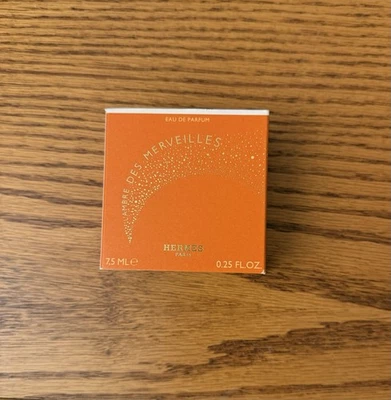 EAU DE PARFUM
L'AMBRE DES MERVEILLES
HERMÈS
PARIS
7.5 ML ℮ 0.25 FL.OZ.